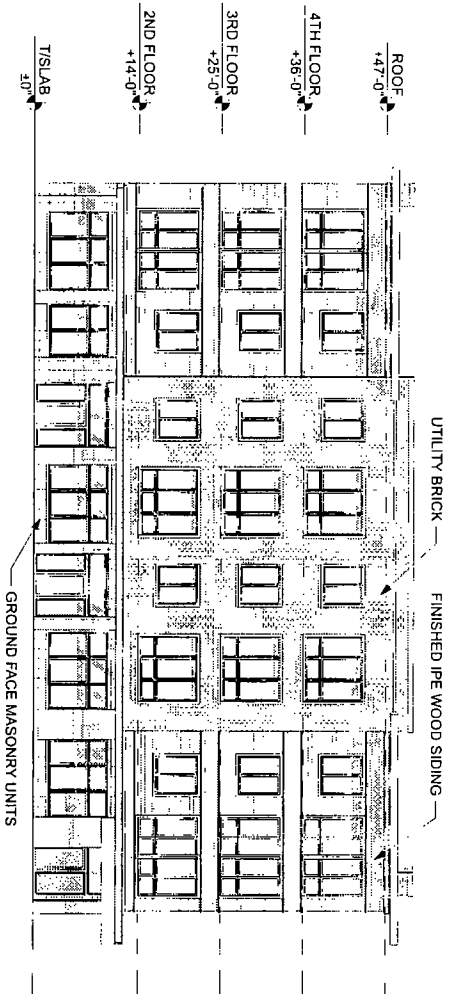 ROOF
+47'-0"
4TH FLOOR
+36'-0"
3RD FLOOR
+25'-0"
2ND FLOOR
+14'-0"
T/SLAB
±0"
UTILITY BRICK
FINISHED IPE WOOD SIDING
GROUND FACE MASONRY UNITS